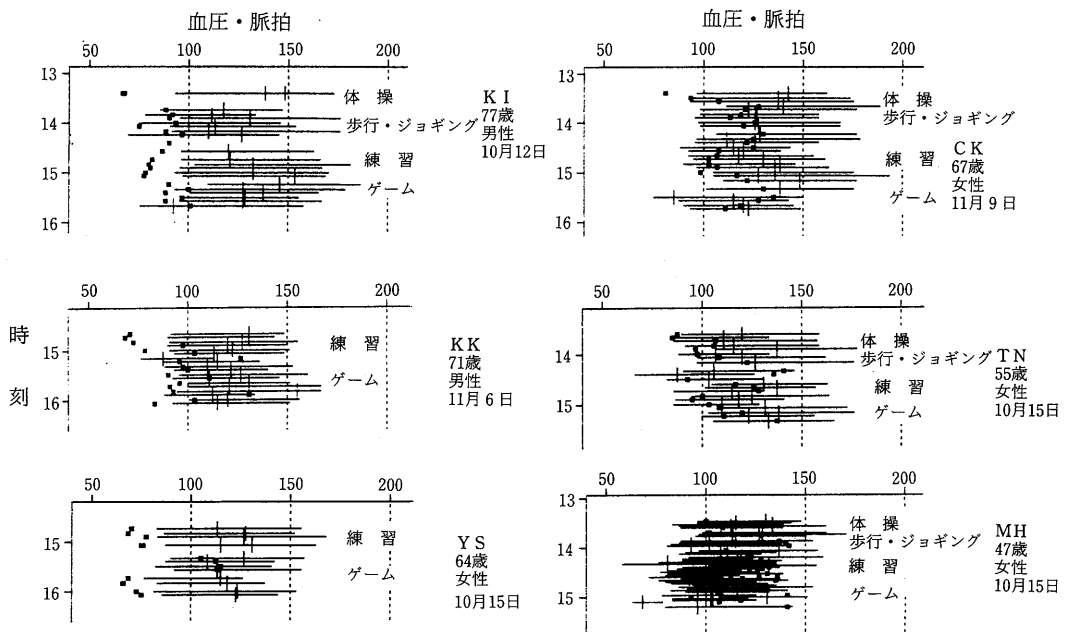 血圧・脈拍
50 100 150 200
13
14
15
16
体 操
歩行・ジョギング
練 習
ゲーム
KI
77歳
男性
10月12日
血圧・脈拍
50 100 150 200
13
14
15
16
体 操
歩行・ジョギング
練 習
ゲーム
CK
67歳
女性
11月9日
時
刻
50 100 150 200
15
16
練 習
ゲーム
KK
71歳
男性
11月6日
50 100 150 200
14
15
体 操
歩行・ジョギング
練 習
ゲーム
TN
55歳
女性
10月15日
50 100 150 200
15
16
練 習
ゲーム
YS
64歳
女性
10月15日
50 100 150 200
13
14
15
体 操
歩行・ジョギング
練 習
ゲーム
MH
47歳
女性
10月15日